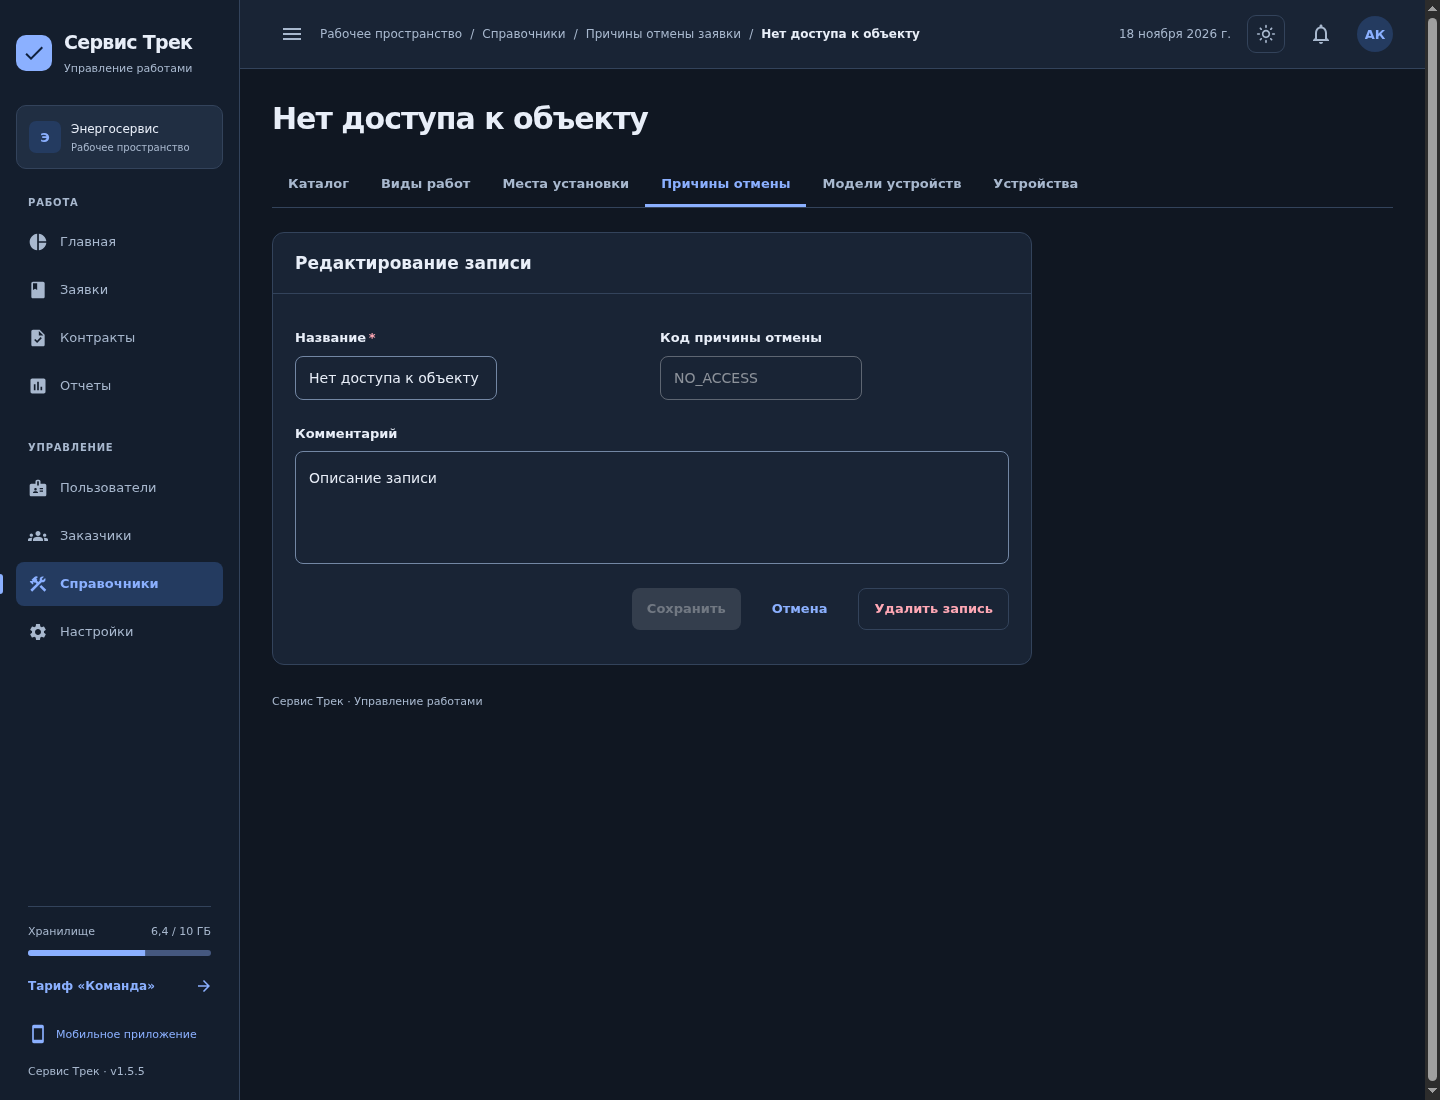 Сервис Трек
Управление работами
Э
Энергосервис
Рабочее пространство
РАБОТА
Главная
Заявки
Контракты
Отчеты
УПРАВЛЕНИЕ
Пользователи
Заказчики
Справочники
Настройки
Хранилище 6,4 / 10 ГБ
Тариф «Команда»
Мобильное приложение
Сервис Трек · v1.5.5
Рабочее пространство / Справочники / Причины отмены заявки / Нет доступа к объекту
18 ноября 2026 г.
АК
Нет доступа к объекту
Каталог Виды работ Места установки Причины отмены Модели устройств Устройства
Редактирование записи
Название * Код причины отмены
Нет доступа к объекту NO_ACCESS
Комментарий
Описание записи
Сохранить Отмена Удалить запись
Сервис Трек · Управление работами